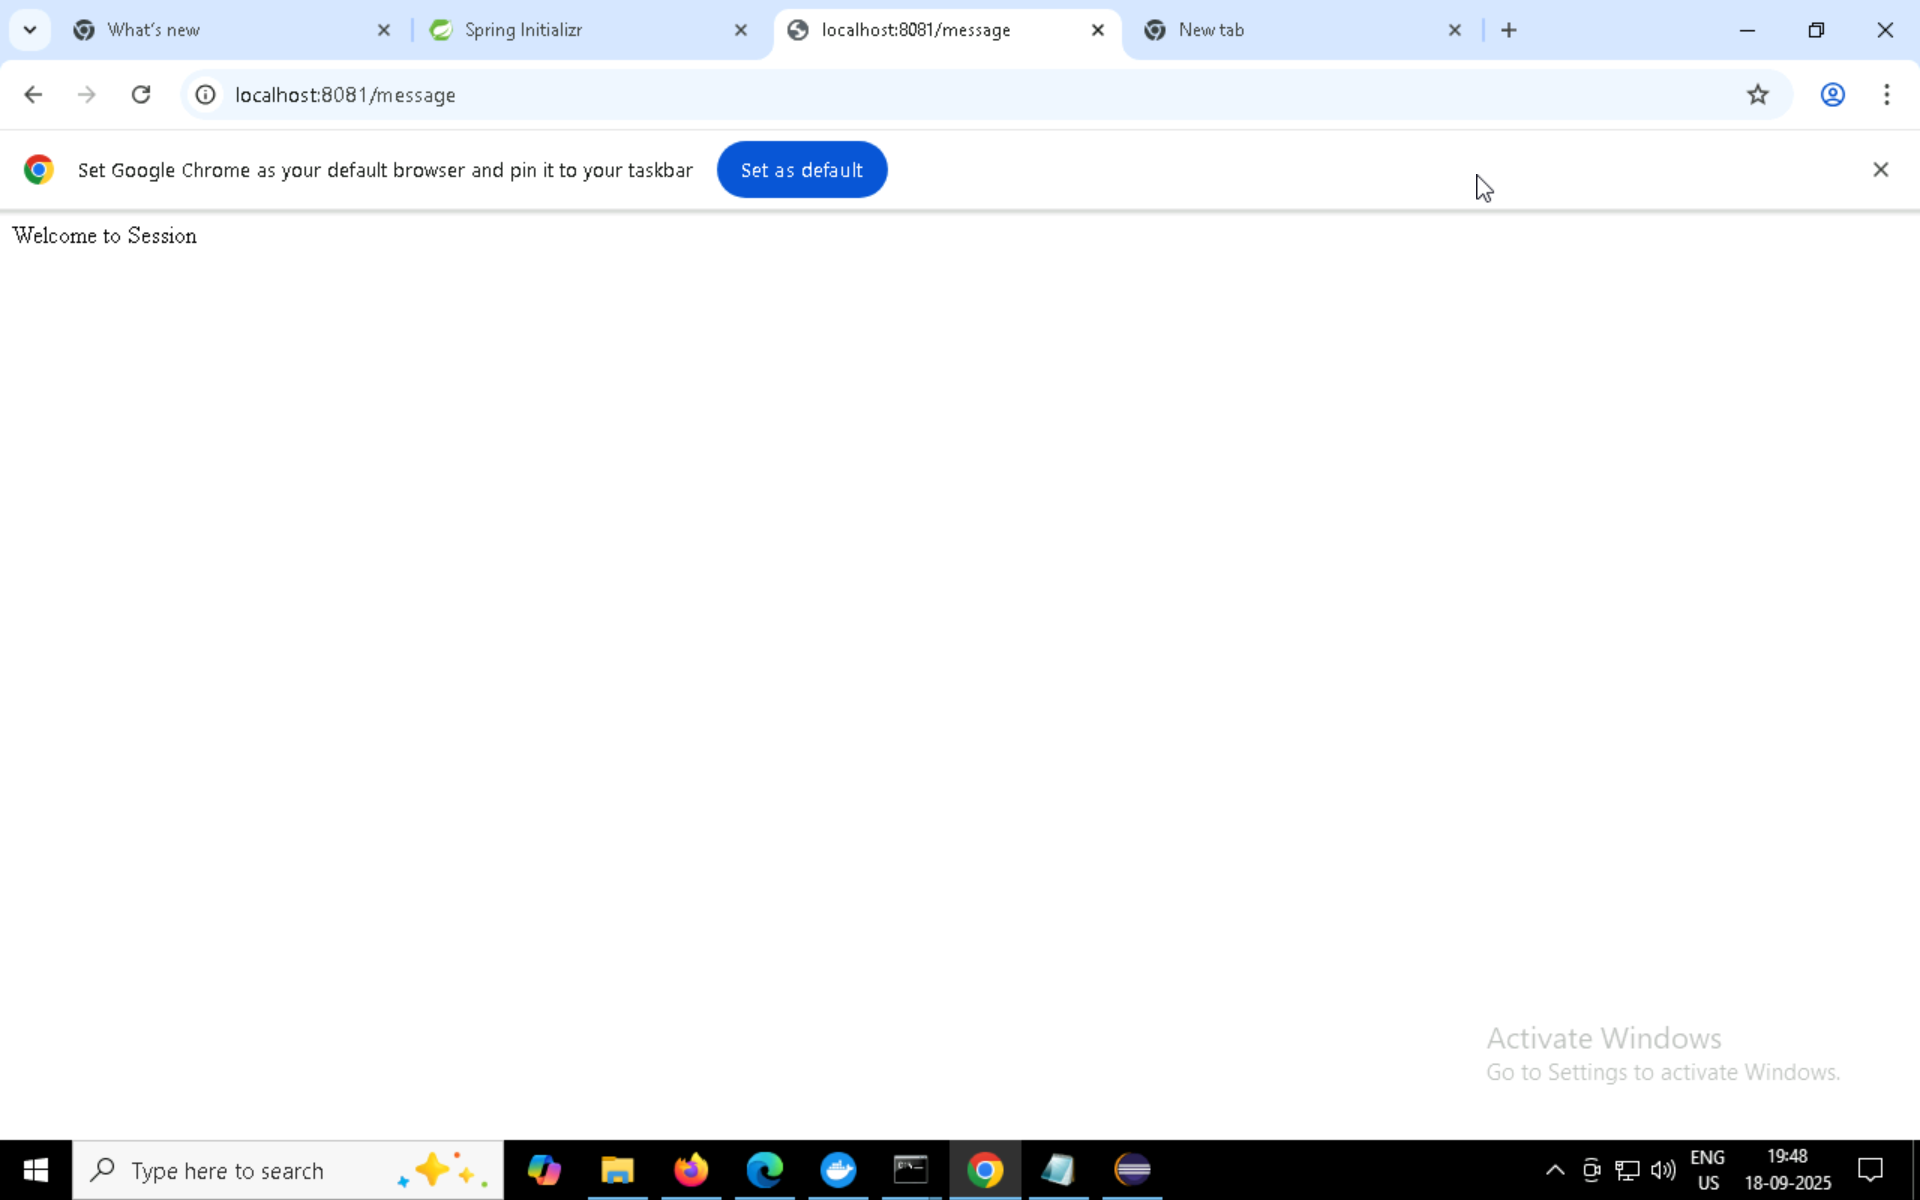 What's new
Spring Initializr
localhost:8081/message
New tab
localhost:8081/message
Set Google Chrome as your default browser and pin it to your taskbar
Set as default
Welcome to Session
Activate Windows
Go to Settings to activate Windows.
Type here to search
ENG
US
19:48
18-09-2025